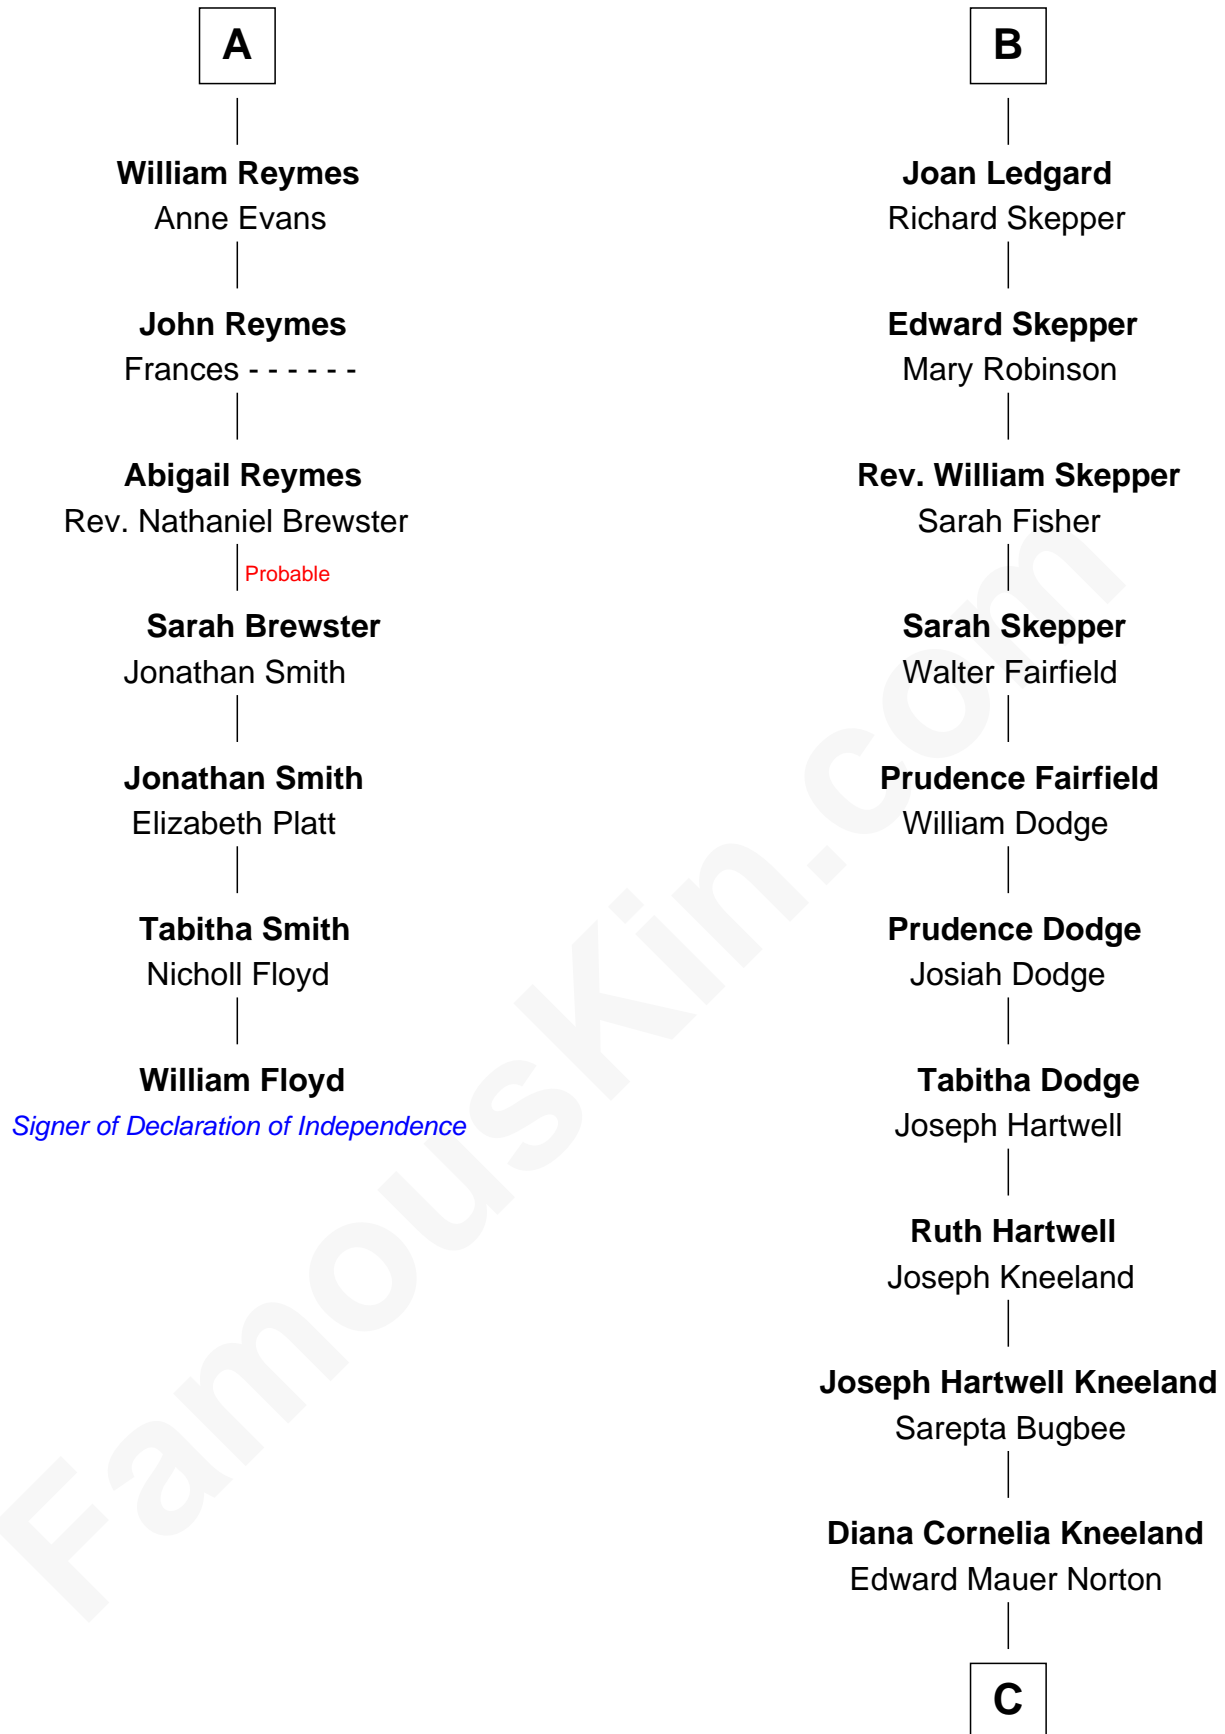 A
William Reymes
Anne Evans
John Reymes
Frances - - - - - -
Abigail Reymes
Rev. Nathaniel Brewster
Probable
Sarah Brewster
Jonathan Smith
Jonathan Smith
Elizabeth Platt
Tabitha Smith
Nicholl Floyd
William Floyd
Signer of Declaration of Independence
B
Joan Ledgard
Richard Skepper
Edward Skepper
Mary Robinson
Rev. William Skepper
Sarah Fisher
Sarah Skepper
Walter Fairfield
Prudence Fairfield
William Dodge
Prudence Dodge
Josiah Dodge
Tabitha Dodge
Joseph Hartwell
Ruth Hartwell
Joseph Kneeland
Joseph Hartwell Kneeland
Sarepta Bugbee
Diana Cornelia Kneeland
Edward Mauer Norton
C
FamousKin.com